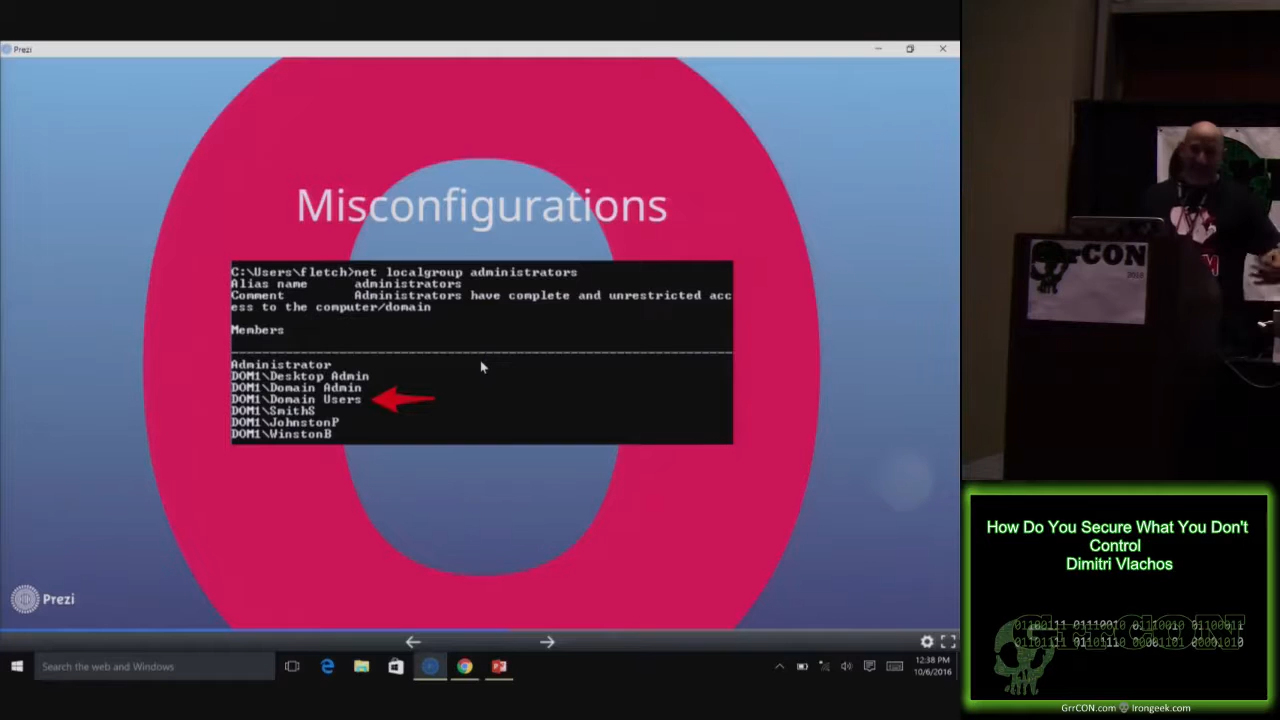 Prezi
Misconfigurations
C:\Users\fletch>net localgroup administrators
Alias name administrators
Comment Administrators have complete and unrestricted acc
ess to the computer/domain
Members
Administrator
DOM1\Desktop Admin
DOM1\Domain Admin
DOM1\Domain Users
DOM1\SmithS
DOM1\JohnstonP
DOM1\WinstonB
Prezi
Search the web and Windows
12:38 PM
10/6/2016
GrrCON
How Do You Secure What You Don't
Control
Dimitri Vlachos
GrrCON
GrrCON.com Irongeek.com